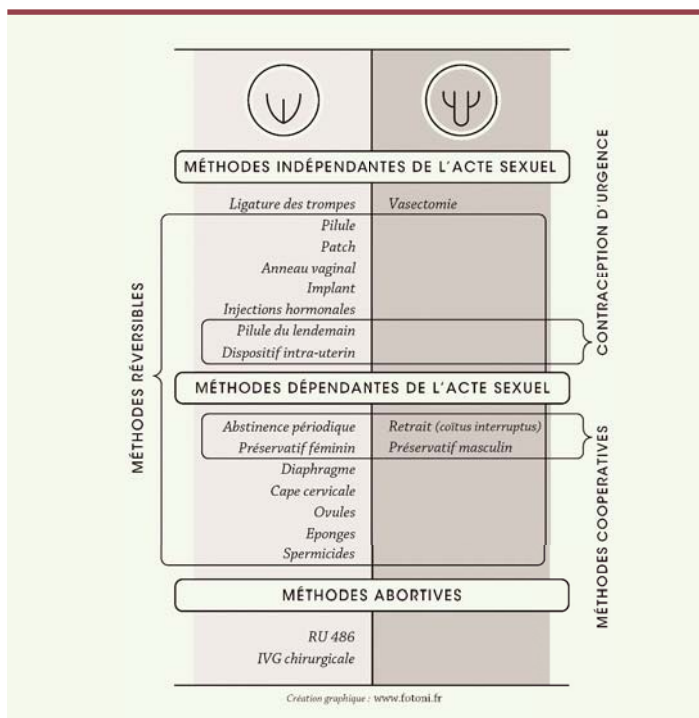 MÉTHODES INDÉPENDANTES DE L'ACTE SEXUEL
Ligature des trompes Vasectomie
Pilule
Patch
Anneau vaginal
Implant
Injections hormonales
Pilule du lendemain
Dispositif intra-uterin
MÉTHODES DÉPENDANTES DE L'ACTE SEXUEL
Abstinence périodique Retrait (coïtus interruptus)
Préservatif féminin Préservatif masculin
Diaphragme
Cape cervicale
Ovules
Eponges
Spermicides
MÉTHODES ABORTIVES
RU 486
IVG chirurgicale
MÉTHODES RÉVERSIBLES
CONTRACEPTION D'URGENCE
MÉTHODES COOPERATIVES
Création graphique : www.fotoni.fr